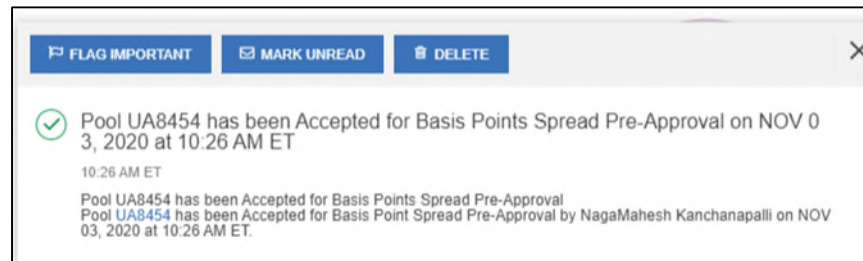 FLAG IMPORTANT
MARK UNREAD
DELETE
Pool UA8454 has been Accepted for Basis Points Spread Pre-Approval on NOV 0
3, 2020 at 10:26 AM ET
10:26 AM ET
Pool UA8454 has been Accepted for Basis Points Spread Pre-Approval
Pool UA8454 has been Accepted for Basis Point Spread Pre-Approval by NagaMahesh Kanchanapalli on NOV
03, 2020 at 10:26 AM ET.